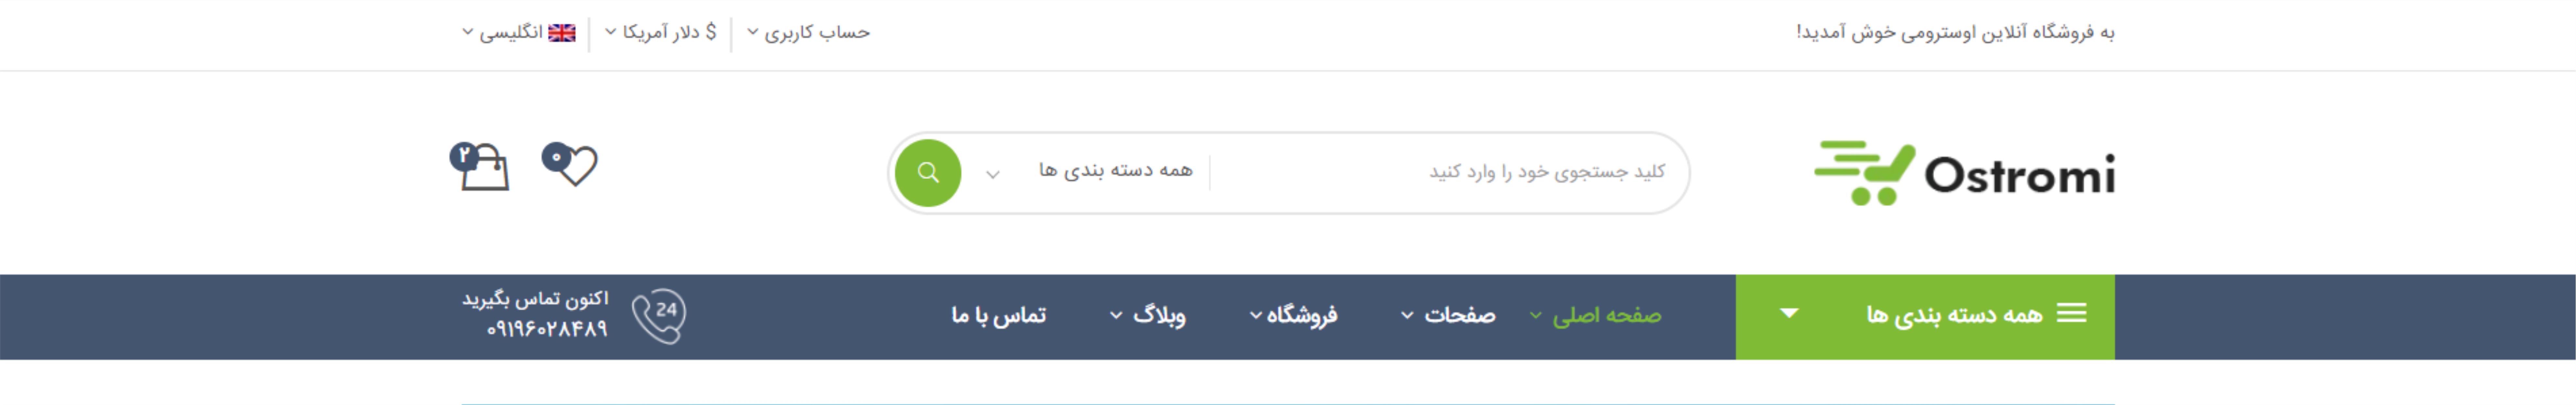 به فروشگاه آنلاین اوسترومی خوش آمدید!
حساب کاربری
$ دلار آمریکا
انگلیسی
Ostromi
کلید جستجوی خود را وارد کنید
همه دسته بندی ها
۰
۲
همه دسته بندی ها
صفحه اصلی
صفحات
فروشگاه
وبلاگ
تماس با ما
24
اکنون تماس بگیرید
۰۹۱۹۶۰۲۸۴۸۹